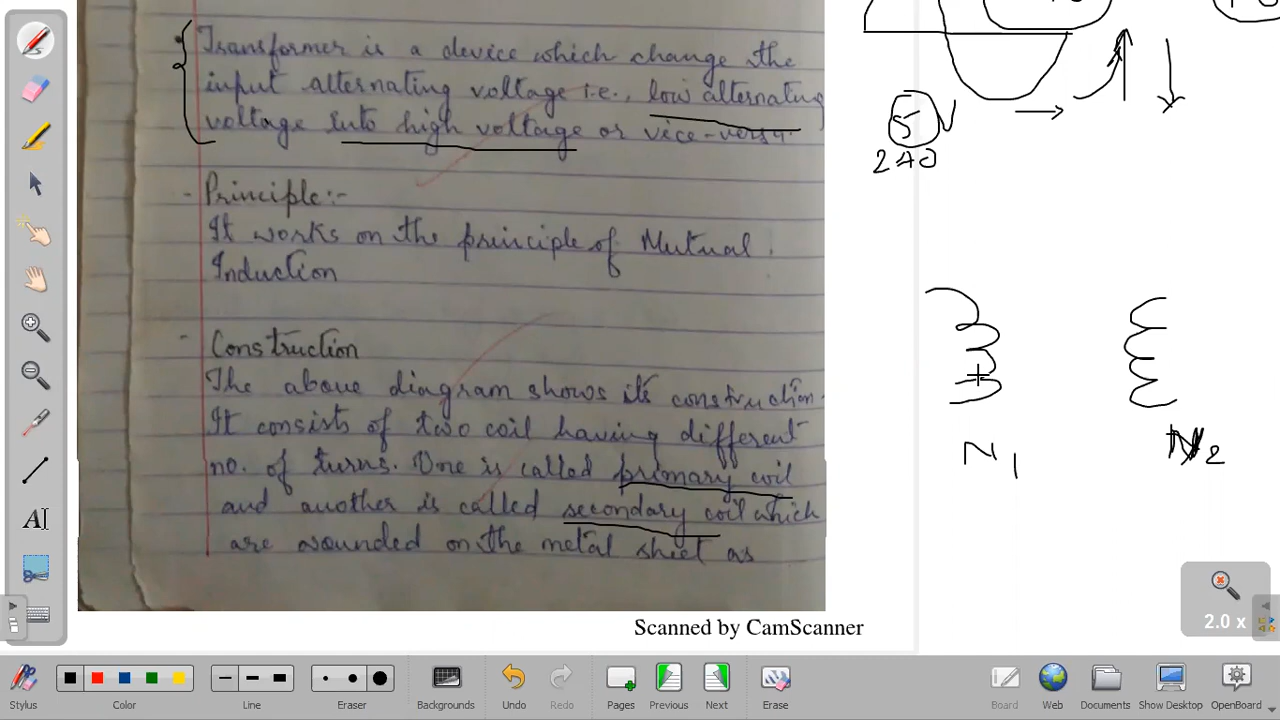 Transformer is a device which change the
input alternating voltage i.e., low alternating
voltage into high voltage or vice-versa.
- Principle:-
It works on the principle of Mutual
Induction
- Construction
The above diagram shows its construction.
It consists of two coil having different
no. of turns. One is called primary coil
and another is called secondary coil which
are wounded on the metal sheet as
Scanned by CamScanner
5 V
240
N1
N2
2.0 x
Stylus
Color
Line
Eraser
Backgrounds
Undo
Redo
Pages
Previous
Next
Erase
Board
Web
Documents
Show Desktop
OpenBoard